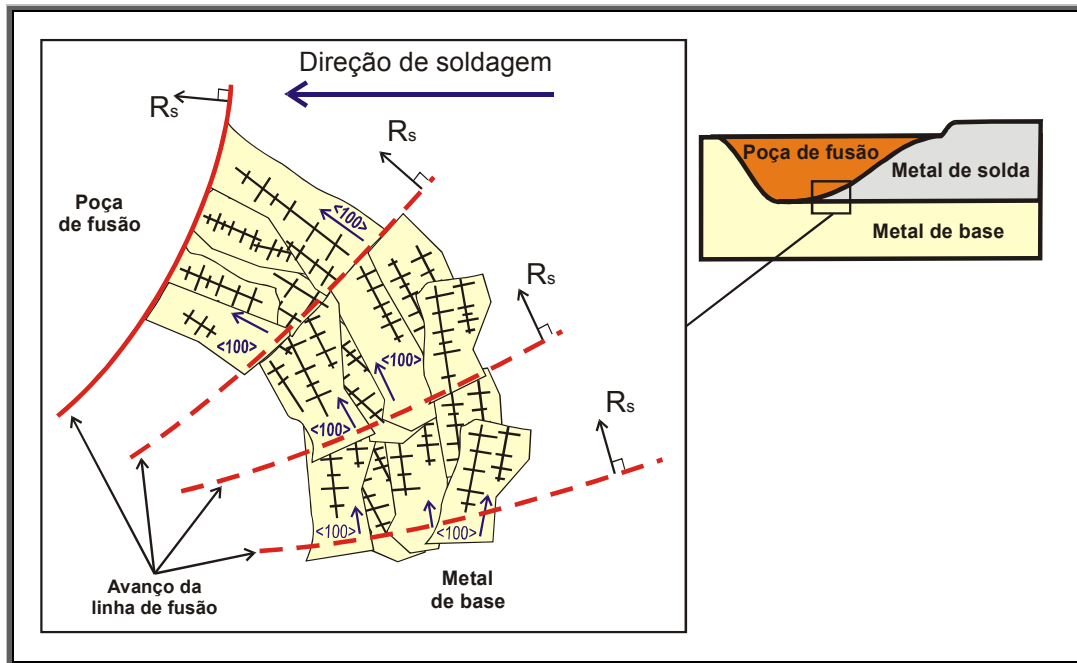 Direção de soldagem
Rs
Rs
Poça
de fusão
<100>
<100>
Rs
<100>
<100>
Rs
<100>
<100>
Avanço da
linha de fusão
Metal
de base
Poça de fusão
Metal de solda
Metal de base